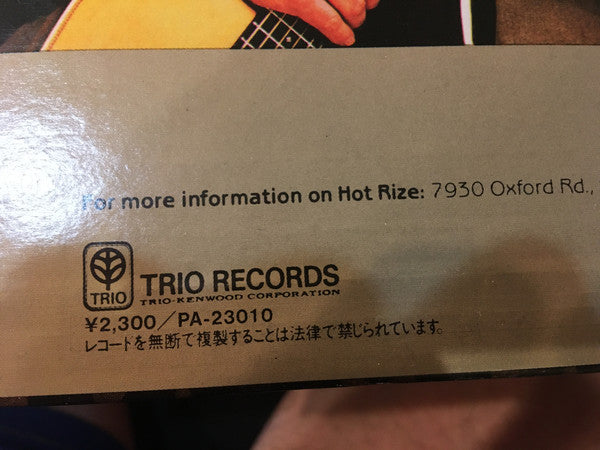 For more information on Hot Rize: 7930 Oxford Rd.,
TRIO
TRIO RECORDS
TRIO-KENWOOD CORPORATION
¥2,300/PA-23010
レコードを無断で複製することは法律で禁じられています。